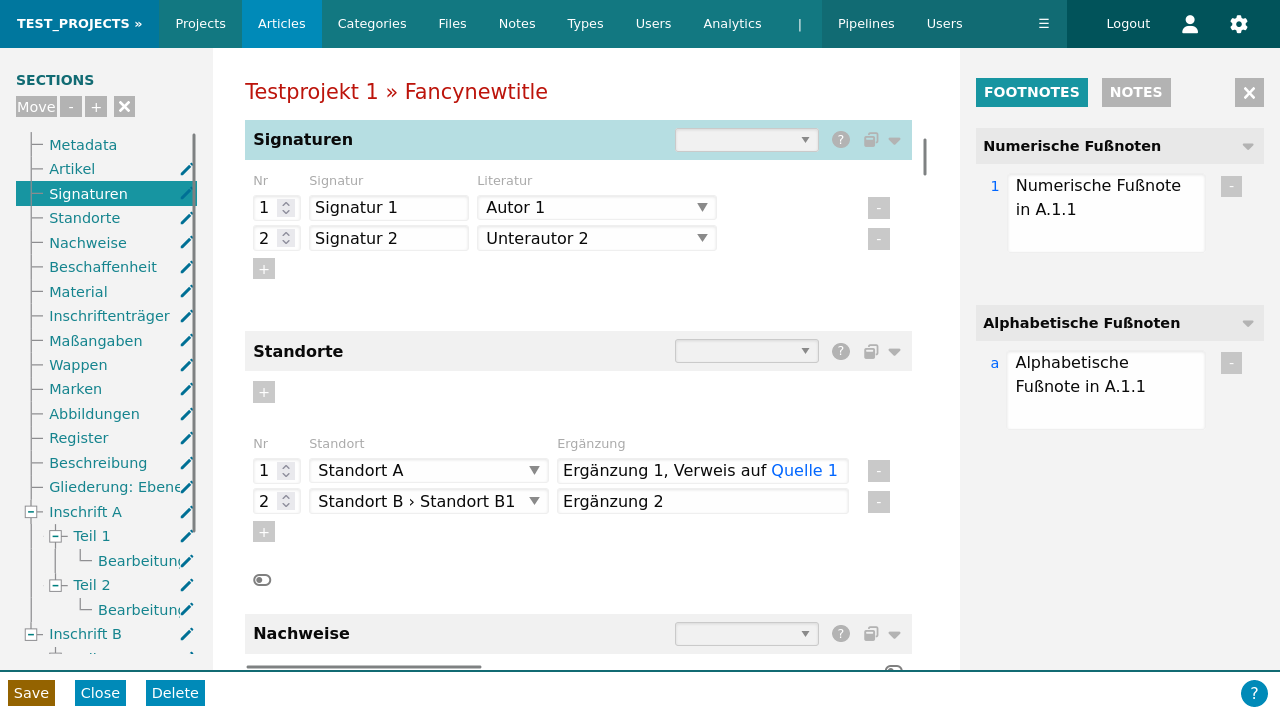 TEST_PROJECTS » Projects Articles Categories Files Notes Types Users Analytics | Pipelines Users ☰ Logout
SECTIONS
Move - + ×
Metadata
Artikel
Signaturen
Standorte
Nachweise
Beschaffenheit
Material
Inschriftenträger
Maßangaben
Wappen
Marken
Abbildungen
Register
Beschreibung
Gliederung: Ebene
Inschrift A
Teil 1
Bearbeitung
Teil 2
Bearbeitung
Inschrift B
Testprojekt 1 » Fancynewtitle
Signaturen ?
Nr Signatur Literatur
1 Signatur 1 Autor 1 -
2 Signatur 2 Unterautor 2 -
+
Standorte ?
+
Nr Standort Ergänzung
1 Standort A Ergänzung 1, Verweis auf Quelle 1 -
2 Standort B › Standort B1 Ergänzung 2 -
+
Nachweise ?
FOOTNOTES NOTES ×
Numerische Fußnoten
1 Numerische Fußnote -
in A.1.1
Alphabetische Fußnoten
a Alphabetische -
Fußnote in A.1.1
Save Close Delete ?